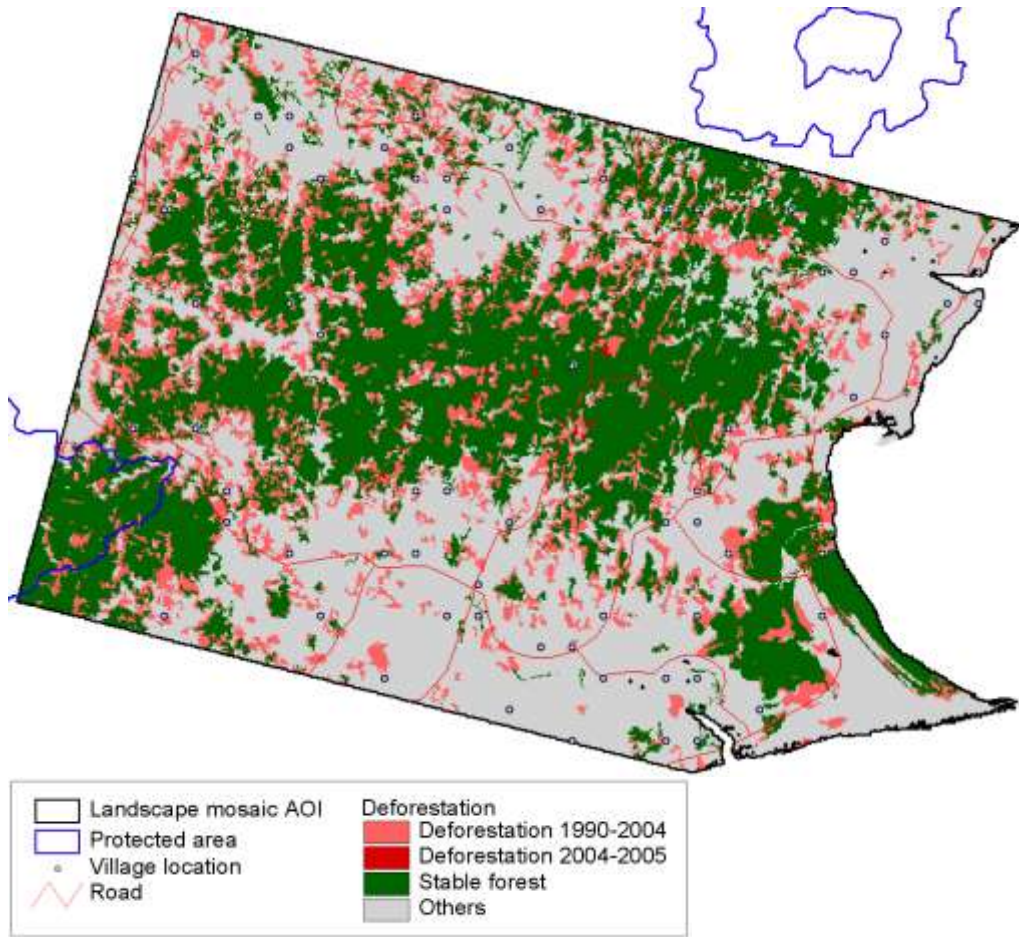 Landscape mosaic AOI
Protected area
Village location
Road
Deforestation
Deforestation 1990-2004
Deforestation 2004-2005
Stable forest
Others